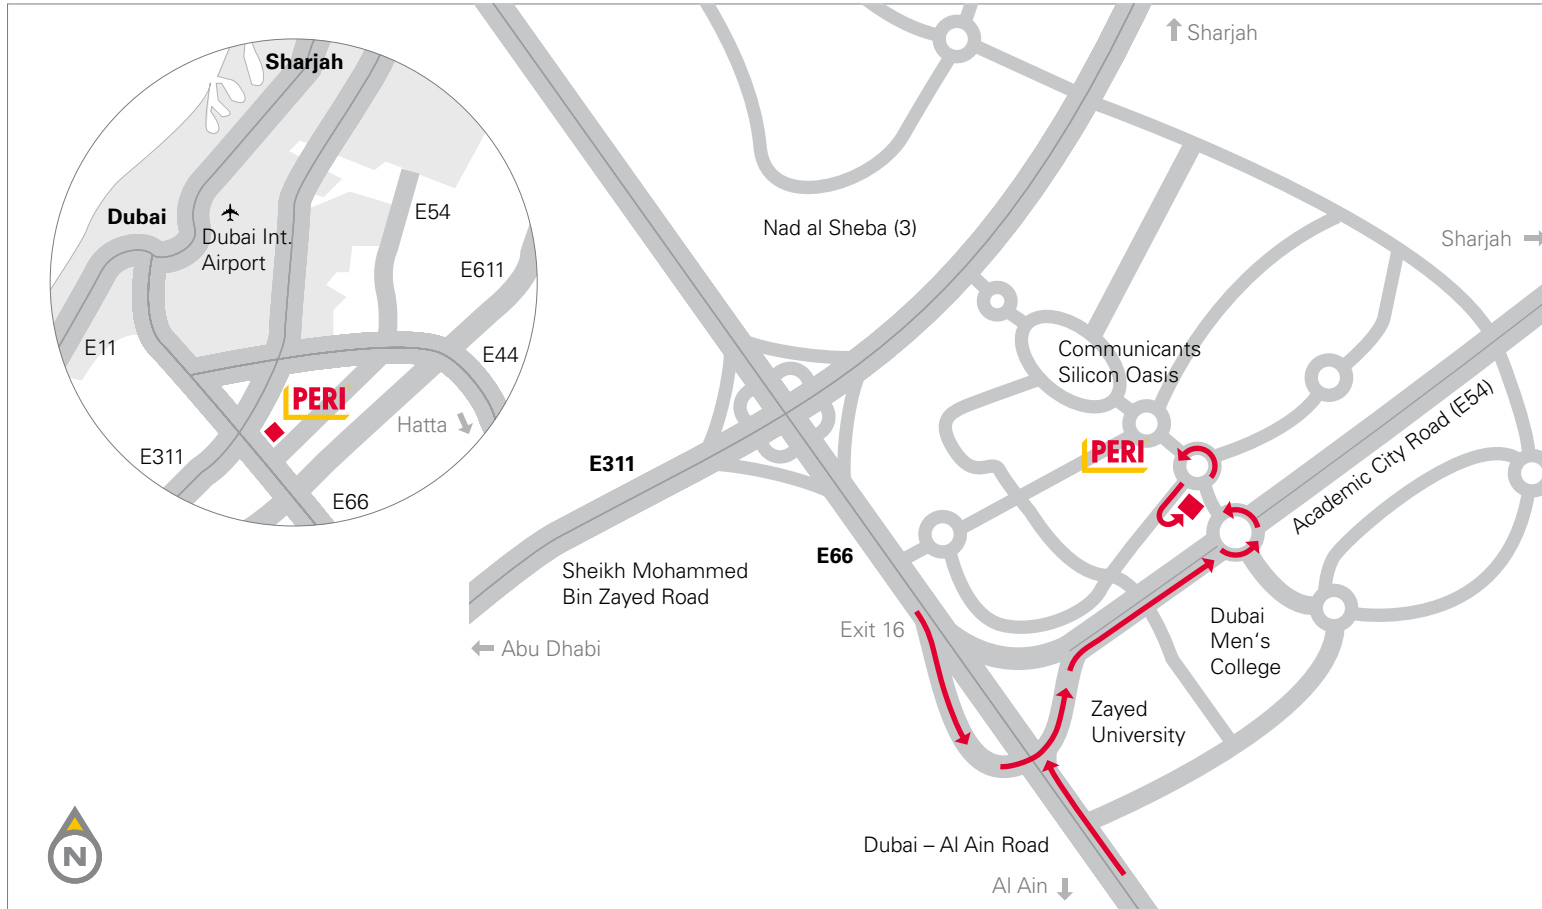 Sharjah
Dubai
Dubai Int.
Airport
E54
E611
E11
E44
PERI
Hatta
E311
E66
Sharjah
Nad al Sheba (3)
Sharjah
Communicants
Silicon Oasis
PERI
Academic City Road (E54)
E311
E66
Sheikh Mohammed
Bin Zayed Road
Exit 16
Abu Dhabi
Dubai
Men‘s
College
Zayed
University
Dubai – Al Ain Road
Al Ain
N